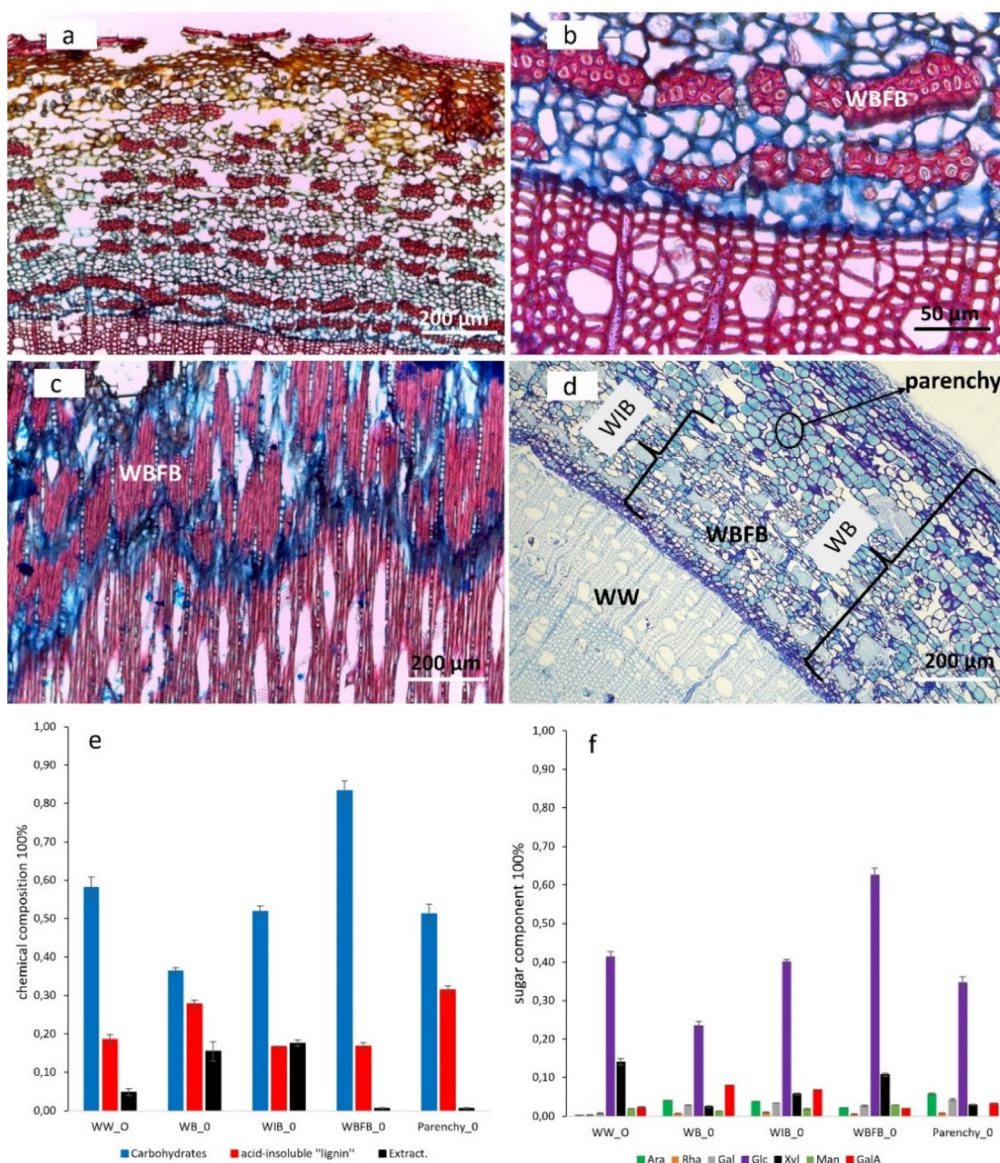 a
200 µm
b
WBFB
50 µm
c
WBFB
200 µm
d
parenchy
WIB
WBFB
WB
WW
200 µm
e
chemical composition 100%
1,00
0,90
0,80
0,70
0,60
0,50
0,40
0,30
0,20
0,10
0,00
WW_O WB_0 WIB_0 WBFB_0 Parenchy_0
Carbohydrates acid-insoluble "lignin" Extract.
f
sugar component 100%
1,00
0,90
0,80
0,70
0,60
0,50
0,40
0,30
0,20
0,10
0,00
WW_O WB_0 WIB_0 WBFB_0 Parenchy_0
Ara Rha Gal Glc Xyl Man GalA